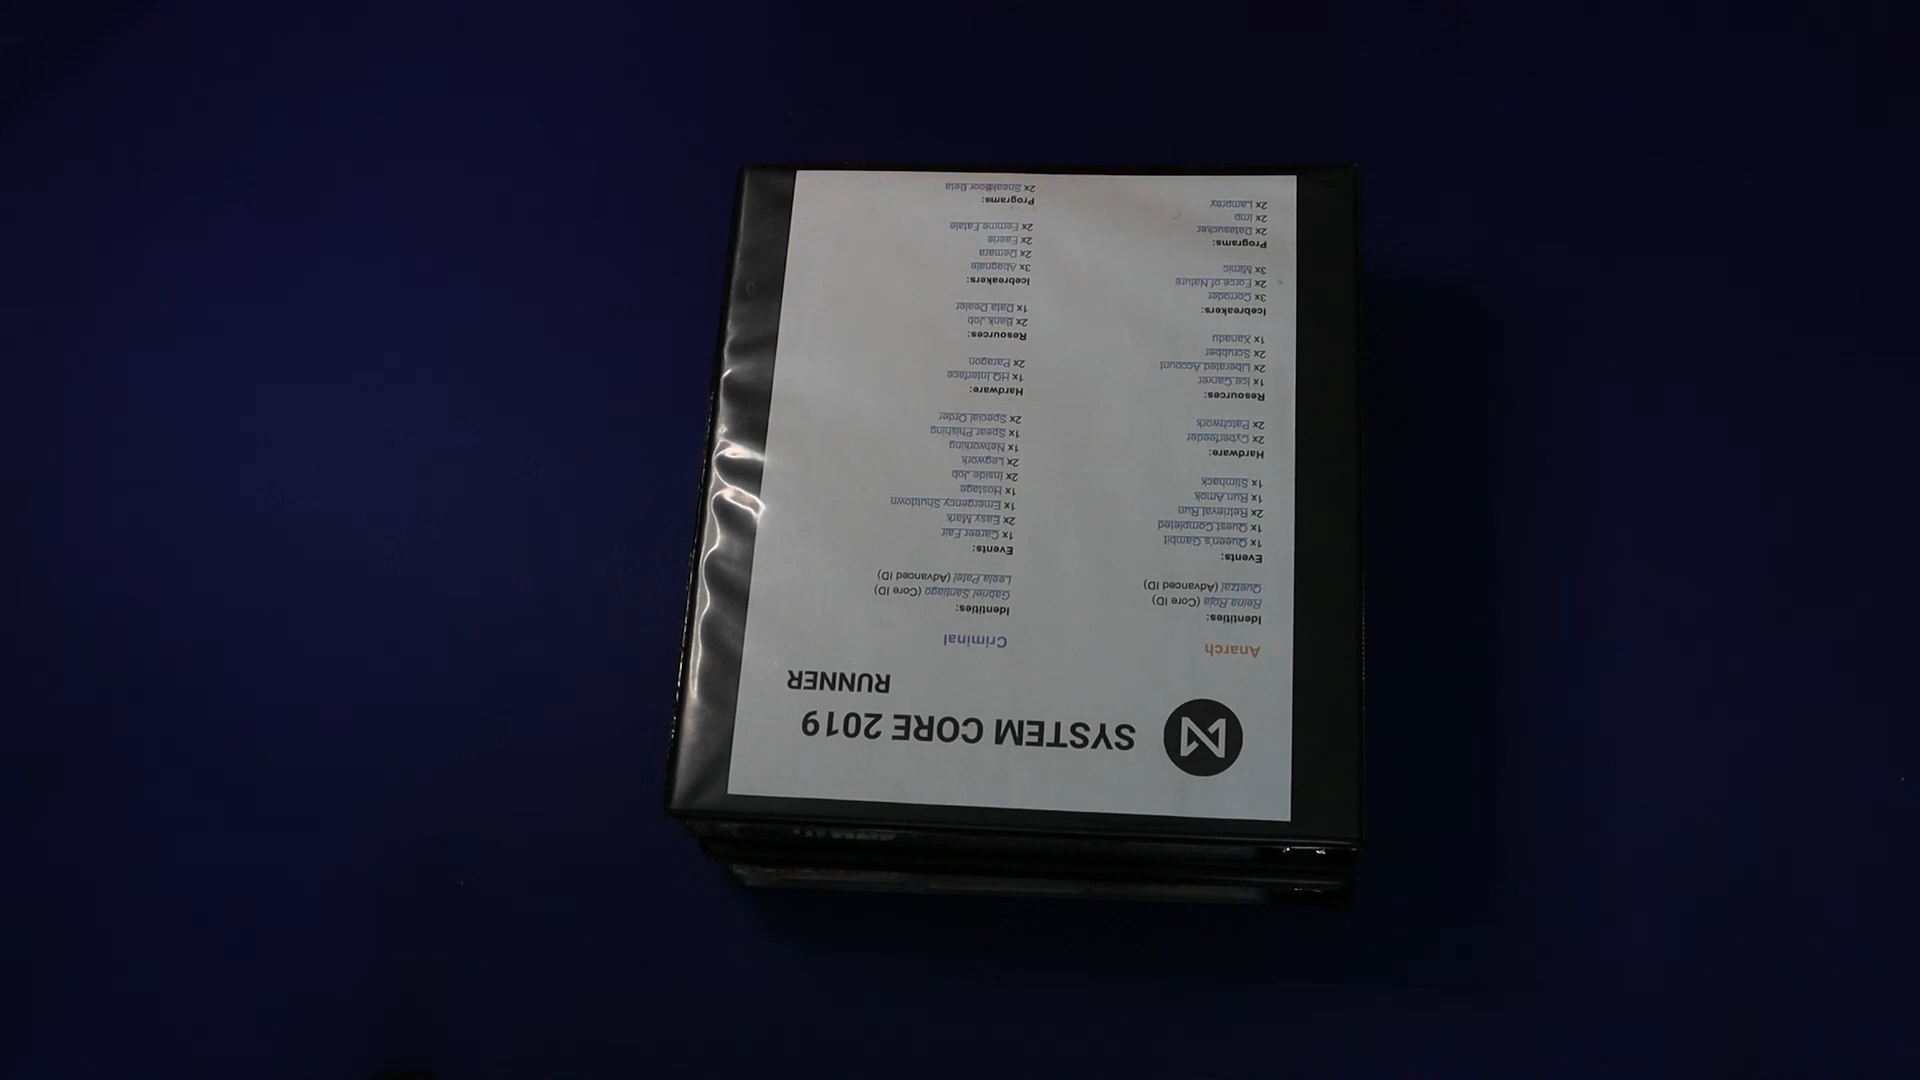 SYSTEM CORE 2019
RUNNER
Anarch
Identities:
Reina Roja (Core ID)
Quetzal (Advanced ID)
Events:
1x Queen's Gambit
1x Quest Completed
2x Retrieval Run
1x Run Amok
1x Stimhack
Hardware:
2x Cyberfeeder
2x Patchwork
Resources:
1x Ice Carver
2x Liberated Account
2x Scrubber
1x Xanadu
Icebreakers:
3x Corroder
2x Force of Nature
3x Mimic
Programs:
2x Datasucker
2x Imp
2x Lamprey
Criminal
Identities:
Gabriel Santiago (Core ID)
Leela Patel (Advanced ID)
Events:
1x Career Fair
2x Easy Mark
1x Emergency Shutdown
1x Hostage
2x Inside Job
2x Legwork
1x Networking
1x Spear Phishing
2x Special Order
Hardware:
1x HQ Interface
2x Paragon
Resources:
2x Bank Job
1x Data Dealer
Icebreakers:
3x Abagnale
2x Demara
2x Faerie
2x Femme Fatale
Programs:
2x Sneakdoor Beta